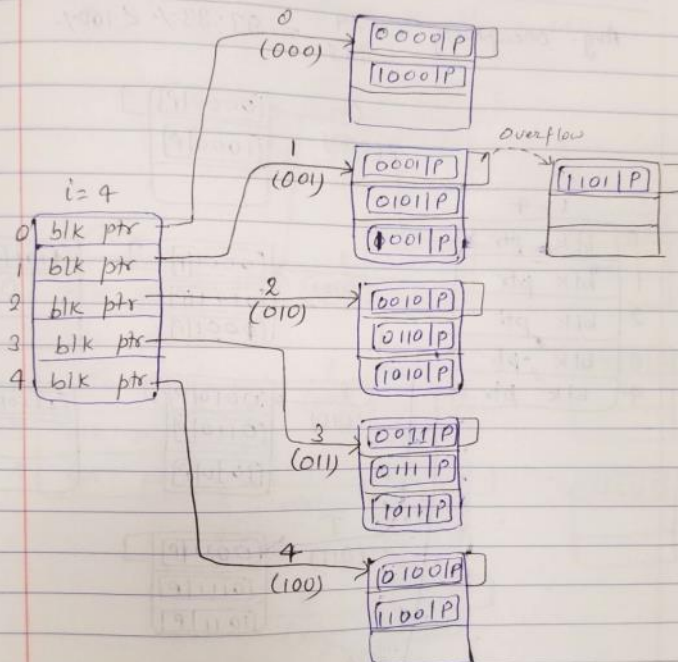 0
(000)
0000|P
1000|P
1
(001)
0001|P
0101|P
1001|P
Overflow
1101|P
i= 4
0 blk ptr
1 blk ptr
2 blk ptr
3 blk ptr
4 blk ptr
2
(010)
0010|P
0110|P
1010|P
3
(011)
0011|P
0111|P
1011|P
4
(100)
0100|P
1100|P